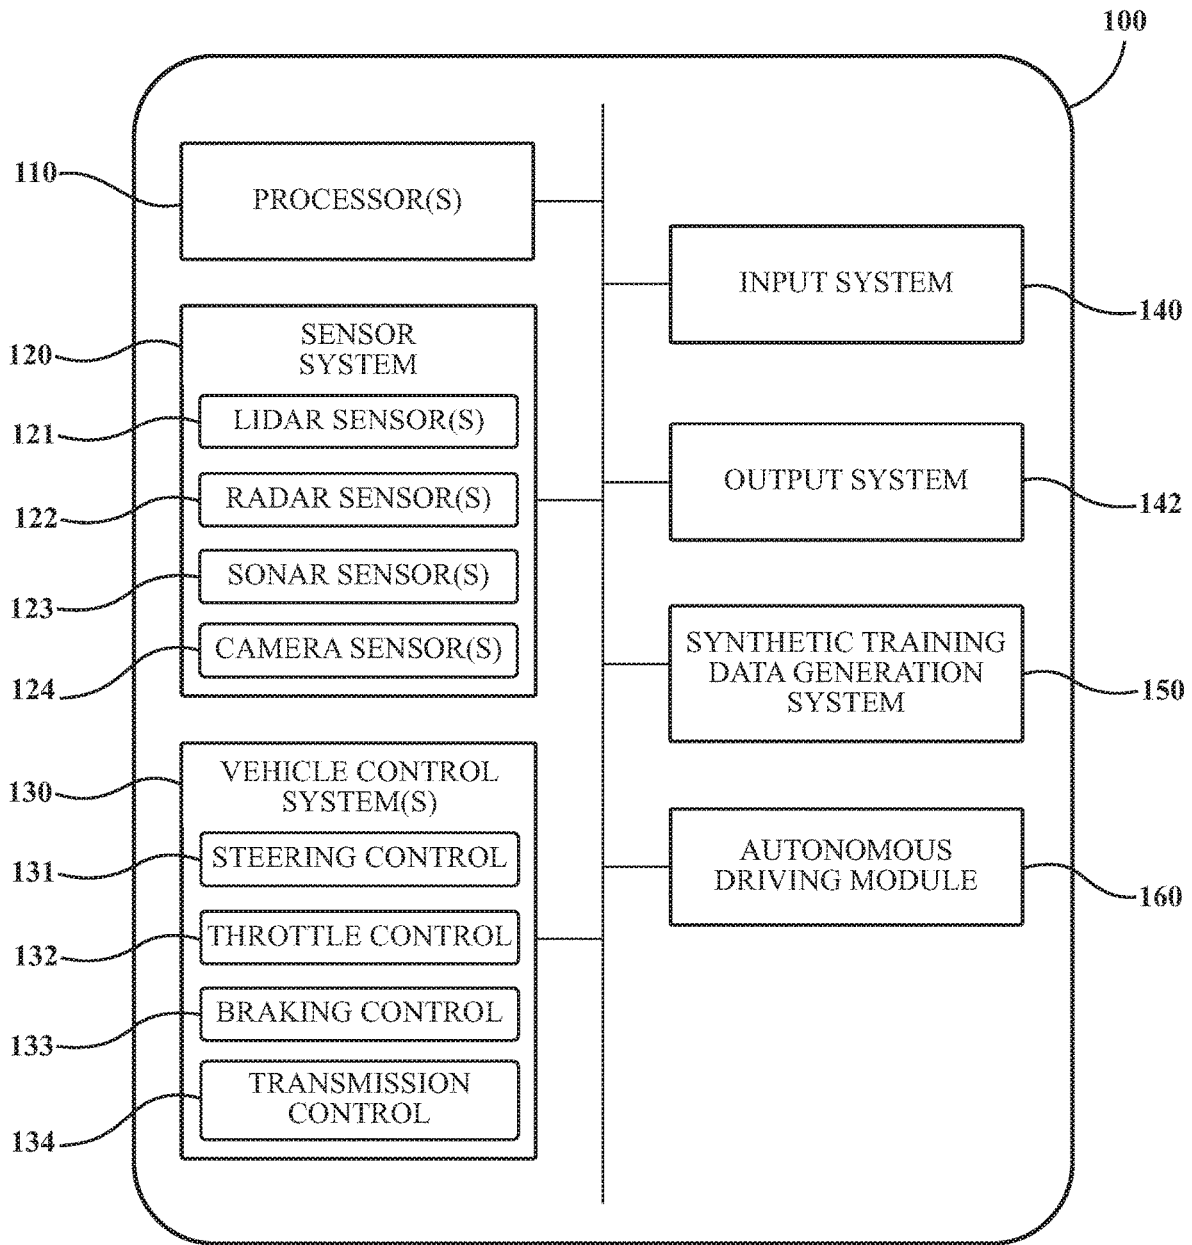 100
110
PROCESSOR(S)
120
SENSOR
SYSTEM
121
LIDAR SENSOR(S)
122
RADAR SENSOR(S)
123
SONAR SENSOR(S)
124
CAMERA SENSOR(S)
130
VEHICLE CONTROL
SYSTEM(S)
131
STEERING CONTROL
132
THROTTLE CONTROL
133
BRAKING CONTROL
134
TRANSMISSION
CONTROL
INPUT SYSTEM
140
OUTPUT SYSTEM
142
SYNTHETIC TRAINING
DATA GENERATION
SYSTEM
150
AUTONOMOUS
DRIVING MODULE
160